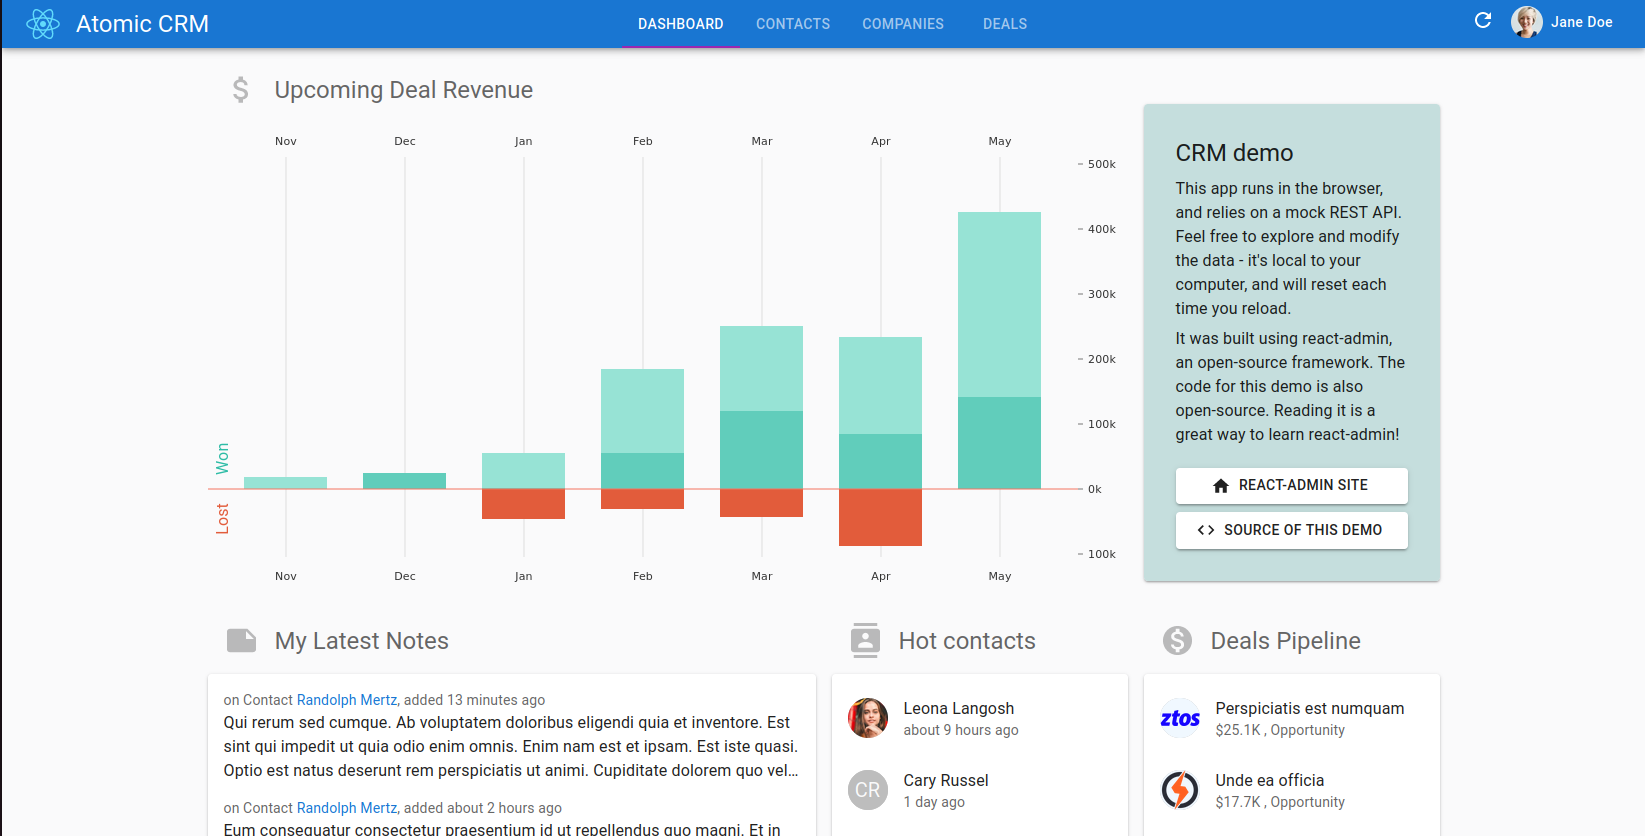 Atomic CRM
DASHBOARD
CONTACTS
COMPANIES
DEALS
Jane Doe
Upcoming Deal Revenue
Nov
Dec
Jan
Feb
Mar
Apr
May
500k
400k
300k
200k
100k
0k
100k
Won
Lost
Nov
Dec
Jan
Feb
Mar
Apr
May
CRM demo
This app runs in the browser,
and relies on a mock REST API.
Feel free to explore and modify
the data - it's local to your
computer, and will reset each
time you reload.
It was built using react-admin,
an open-source framework. The
code for this demo is also
open-source. Reading it is a
great way to learn react-admin!
REACT-ADMIN SITE
SOURCE OF THIS DEMO
My Latest Notes
on Contact Randolph Mertz, added 13 minutes ago
Qui rerum sed cumque. Ab voluptatem doloribus eligendi quia et inventore. Est
sint qui impedit ut quia odio enim omnis. Enim nam est et ipsam. Est iste quasi.
Optio est natus deserunt rem perspiciatis ut animi. Cupiditate dolorem quo vel...
on Contact Randolph Mertz, added about 2 hours ago
Eum consequatur consectetur praesentium id ut repellendus quo magni. Et in
Hot contacts
Leona Langosh
about 9 hours ago
CR
Cary Russel
1 day ago
Deals Pipeline
ztos
Perspiciatis est numquam
$25.1K , Opportunity
Unde ea officia
$17.7K , Opportunity